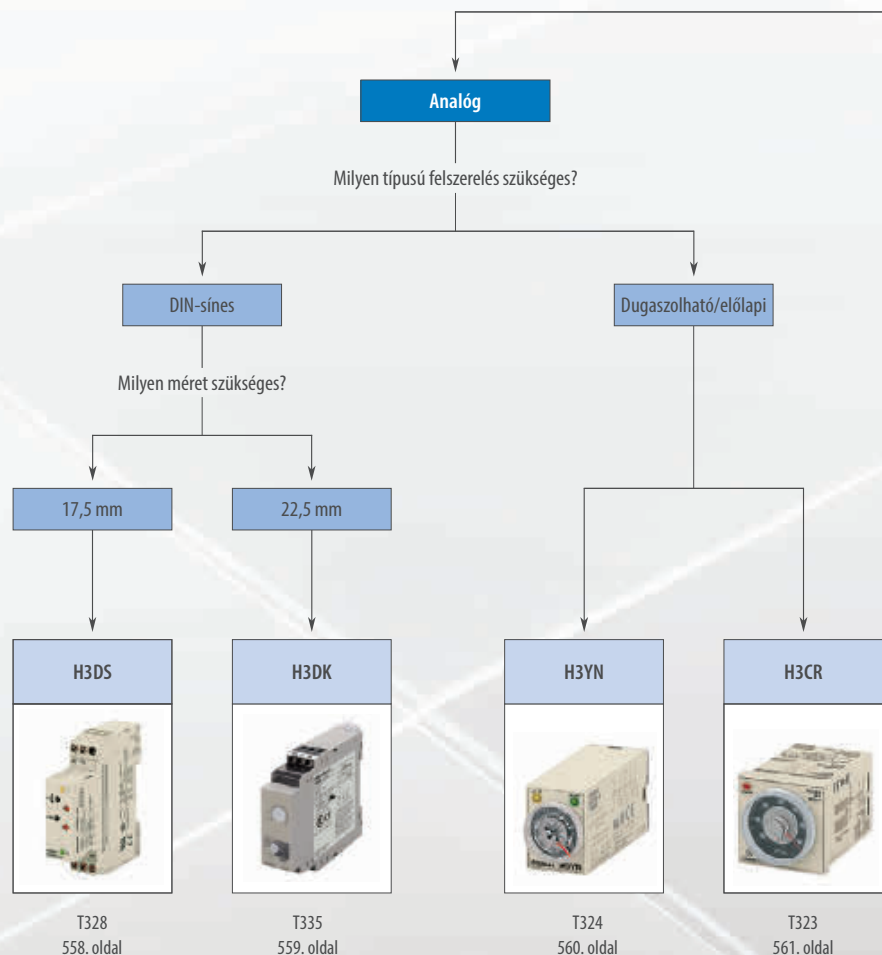 Analóg
Milyen típusú felszerelés szükséges?
DIN-sínes
Dugaszolható/előlapi
Milyen méret szükséges?
17,5 mm
22,5 mm
H3DS
H3DK
H3YN
H3CR
T328
558. oldal
T335
559. oldal
T324
560. oldal
T323
561. oldal